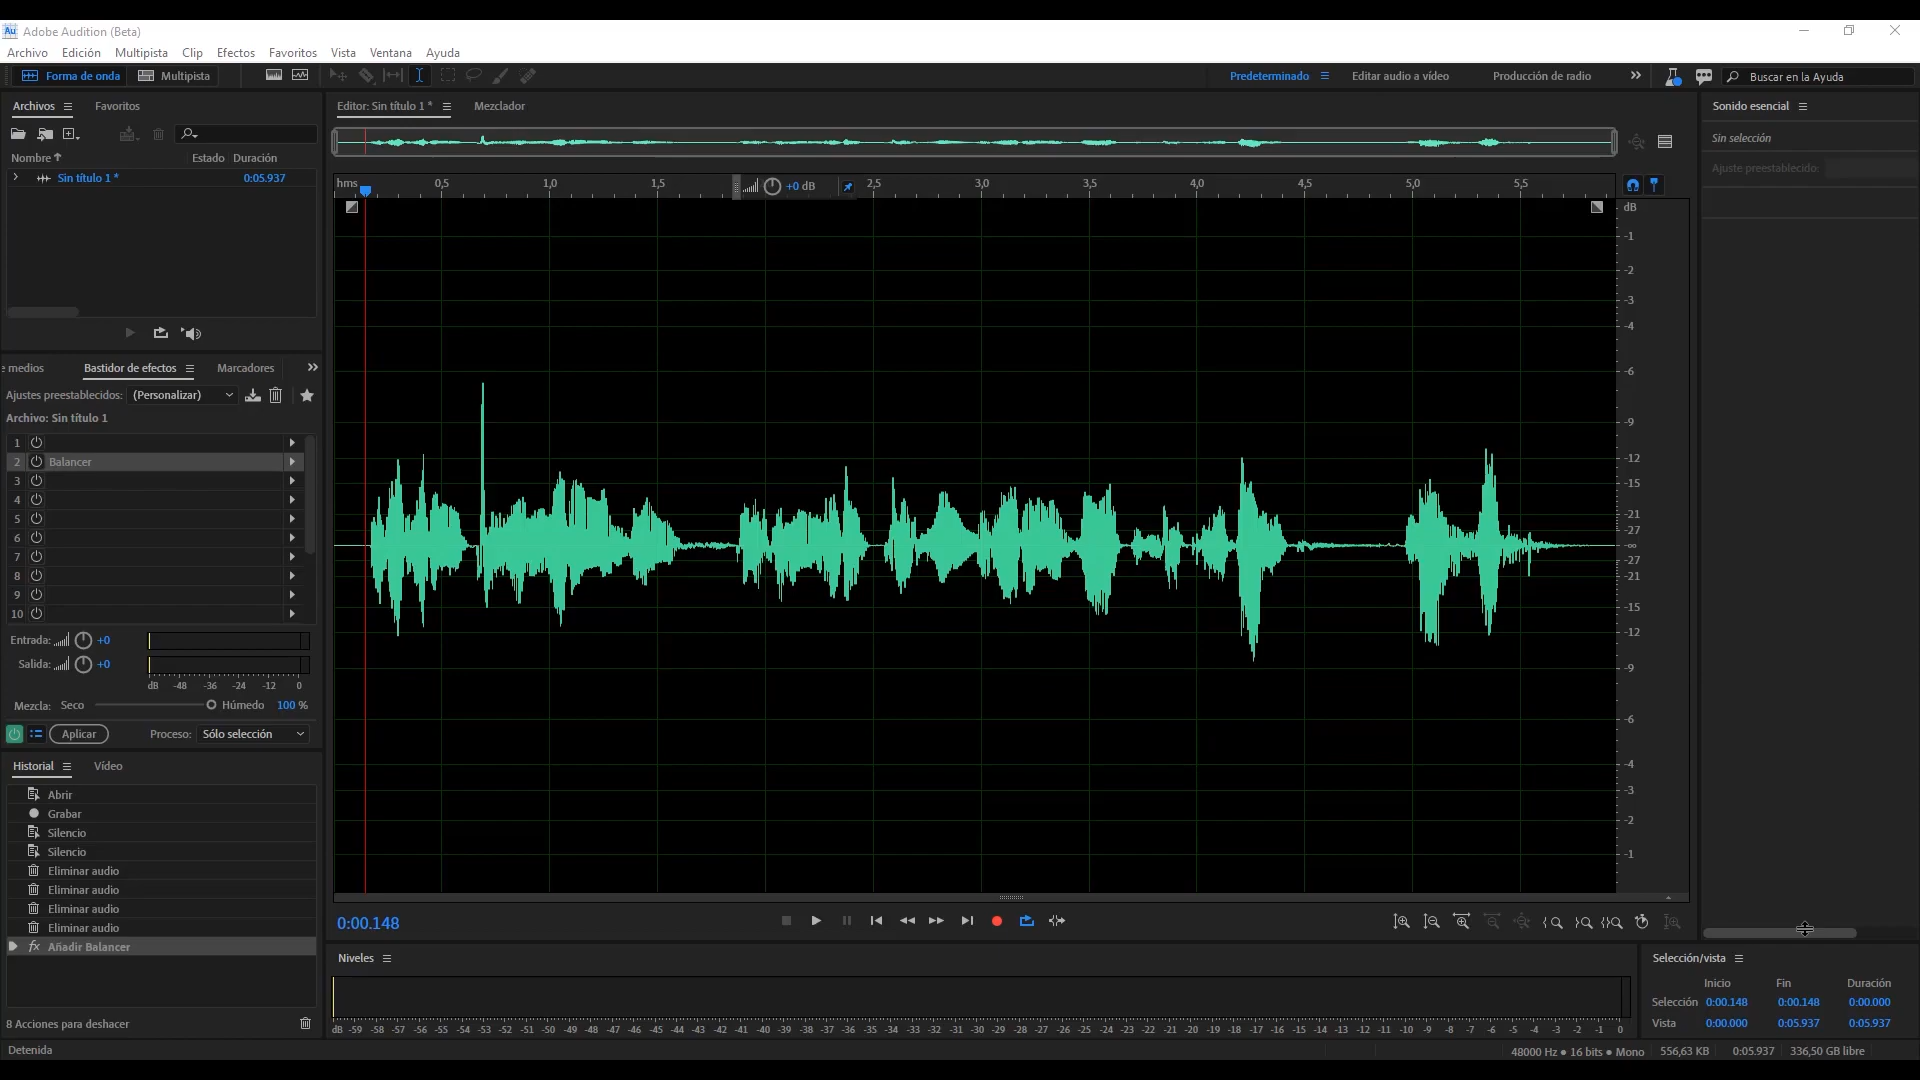 Au Adobe Audition (Beta)
Archivo Edición Multipista Clip Efectos Favoritos Vista Ventana Ayuda
Forma de onda Multipista Predeterminado Editar audio a vídeo Producción de radio Buscar en la Ayuda
Archivos Favoritos
Nombre Estado Duración
Sin título 1 * 0:05.937
Editor: Sin título 1 * Mezclador
hms 0,5 1,0 1,5 +0 dB 2,5 3,0 3,5 4,0 4,5 5,0 5,5
dB
-1
-2
-3
-4
-6
-9
-12
-15
-21
-27
-∞
-27
-21
-15
-12
-9
-6
-4
-3
-2
-1
Sonido esencial
Sin selección
Ajuste preestablecido:
e medios Bastidor de efectos Marcadores
Ajustes preestablecidos: (Personalizar)
Archivo: Sin título 1
1
2 Balancer
3
4
5
6
7
8
9
10
Entrada: +0
Salida: +0
dB -48 -36 -24 -12 0
Mezcla: Seco Húmedo 100 %
Aplicar Proceso: Sólo selección
Historial Vídeo
Abrir
Grabar
Silencio
Silencio
Eliminar audio
Eliminar audio
Eliminar audio
Eliminar audio
fx Añadir Balancer
8 Acciones para deshacer
0:00.148
Niveles
dB -59 -58 -57 -56 -55 -54 -53 -52 -51 -50 -49 -48 -47 -46 -45 -44 -43 -42 -41 -40 -39 -38 -37 -36 -35 -34 -33 -32 -31 -30 -29 -28 -27 -26 -25 -24 -23 -22 -21 -20 -19 -18 -17 -16 -15 -14 -13 -12 -11 -10 -9 -8 -7 -6 -5 -4 -3 -2 -1 0
Selección/vista
Inicio Fin Duración
Selección 0:00.148 0:00.148 0:00.000
Vista 0:00.000 0:05.937 0:05.937
Detenida
48000 Hz ● 16 bits ● Mono 556,63 KB 0:05.937 336,50 GB libre